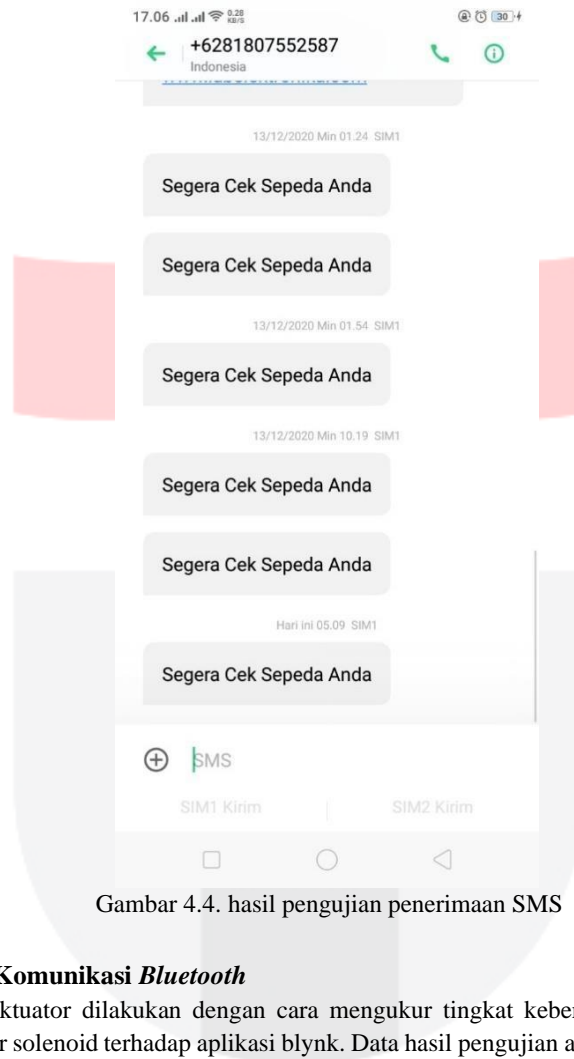 17.06
0.28
KB/S
30
+6281807552587
Indonesia
13/12/2020 Min 01.24 SIM1
Segera Cek Sepeda Anda
Segera Cek Sepeda Anda
13/12/2020 Min 01.54 SIM1
Segera Cek Sepeda Anda
13/12/2020 Min 10.19 SIM1
Segera Cek Sepeda Anda
Segera Cek Sepeda Anda
Hari ini 05.09 SIM1
Segera Cek Sepeda Anda
SMS
SIM1 Kirim SIM2 Kirim
Gambar 4.4. hasil pengujian penerimaan SMS
Komunikasi Bluetooth
dilakukan dengan cara mengukur tingkat
solenoid terhadap aplikasi blynk. Data hasil pengujian